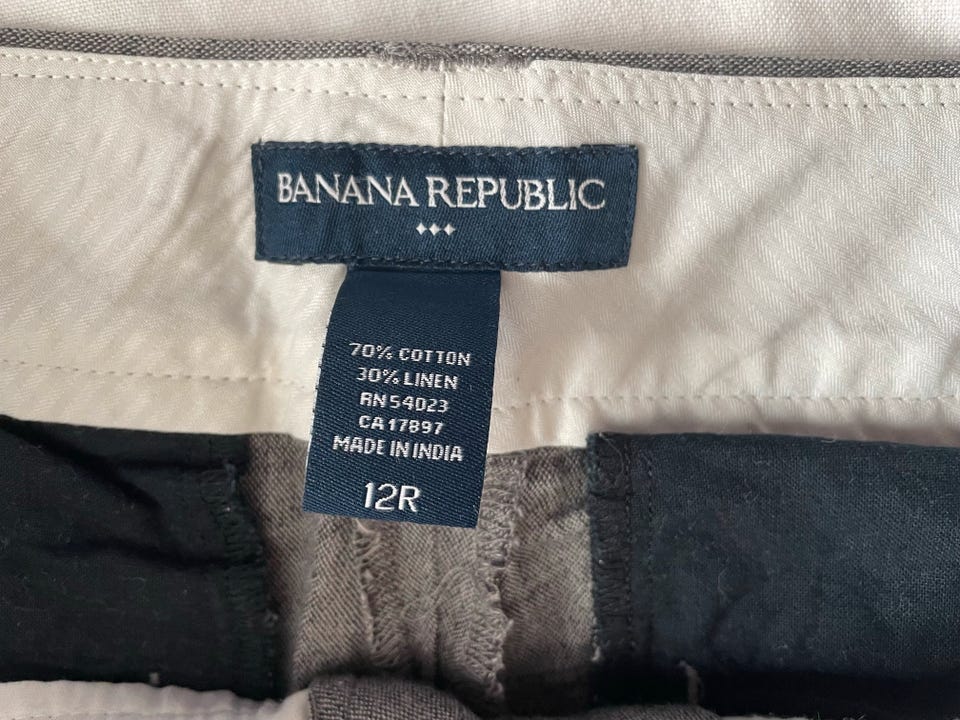 BANANA REPUBLIC
70% COTTON
30% LINEN
RN 54023
CA 17897
MADE IN INDIA
12R